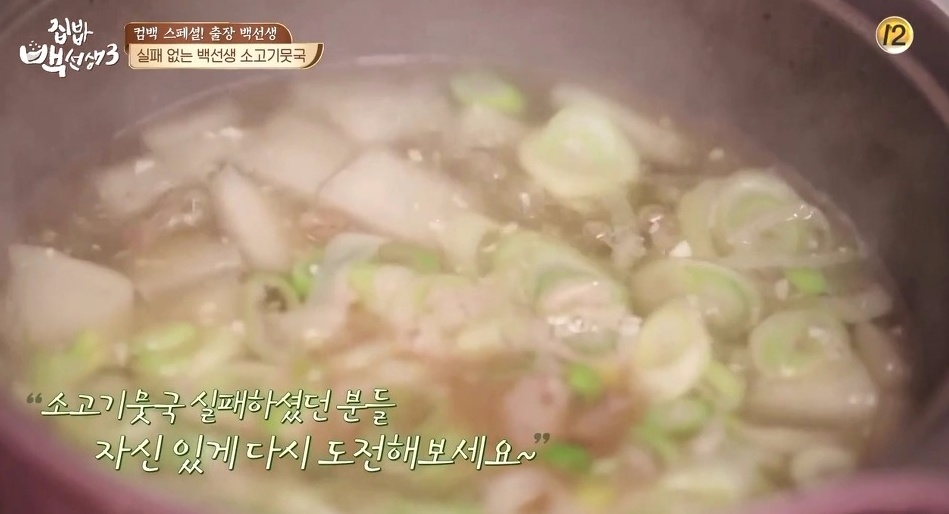 집밥
백선생3
컴백 스페셜! 출장 백선생
실패 없는 백선생 소고기뭇국
12
“소고기뭇국 실패하셨던 분들
자신 있게 다시 도전해보세요~”